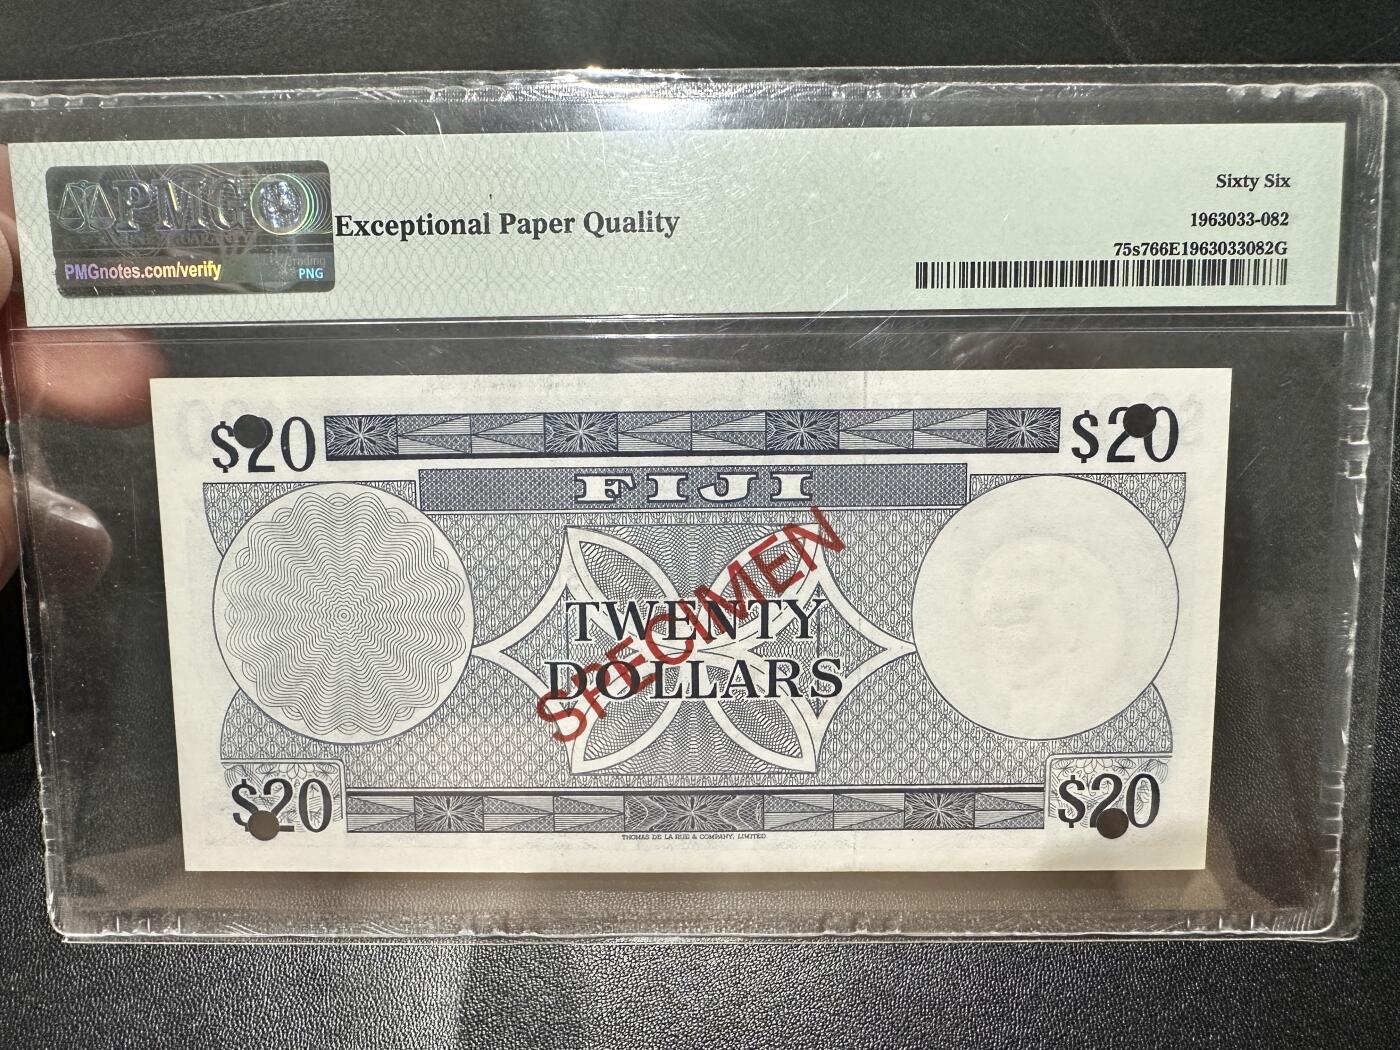 PMG
PMGnotes.com/verify
Grading
PNG
Exceptional Paper Quality
Sixty Six
1963033-082
75s766E1963033082G
$20
$20
FIJI
SPECIMEN
TWENTY
DOLLARS
$20
$20
THOMAS DE LA RUE & COMPANY, LIMITED